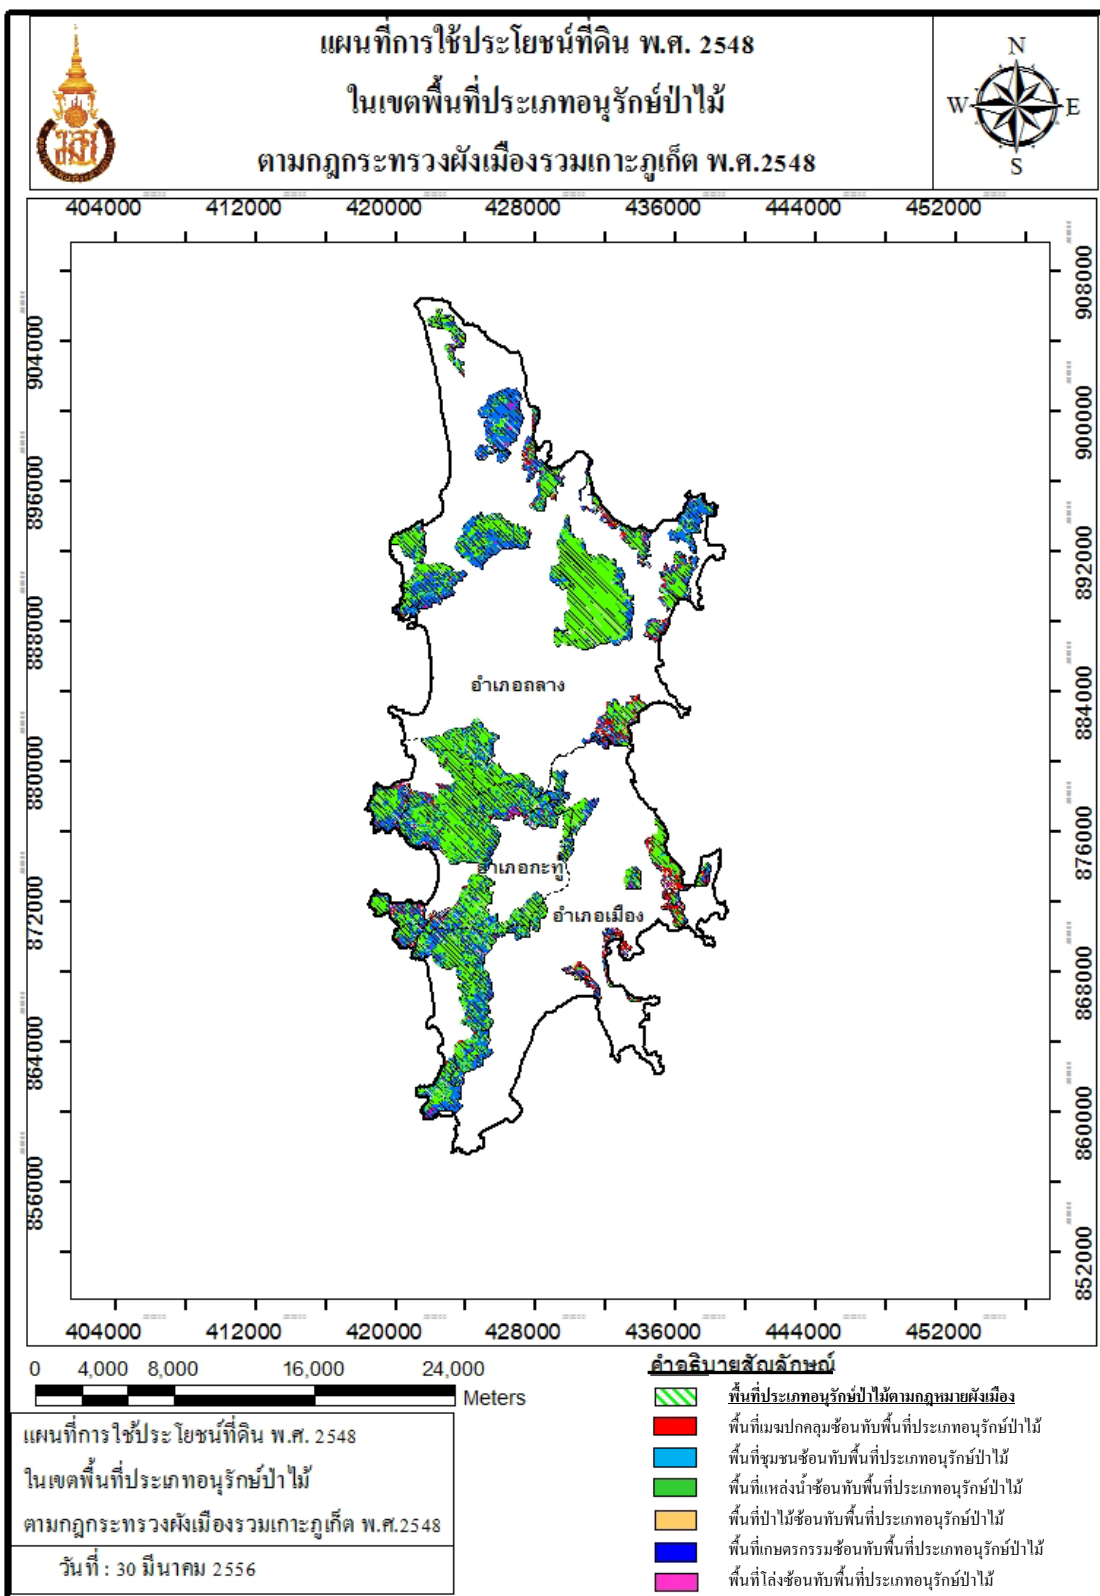 แผนที่การใช้ประโยชน์ที่ดิน พ.ศ. 2548
ในเขตพื้นที่ประเภทอนุรักษ์ป่าไม้
ตามกฎกระทรวงผังเมืองรวมเกาะภูเก็ต พ.ศ.2548
N
W E
S
404000 412000 420000 428000 436000 444000 452000
908000
904000
900000
896000
892000
888000
อำเภอถลาง
884000
880000
876000
อำเภอกะทู้
872000
อำเภอเมือง
868000
864000
860000
856000
852000
404000 412000 420000 428000 436000 444000 452000
0 4,000 8,000 16,000 24,000
Meters
แผนที่การใช้ประโยชน์ที่ดิน พ.ศ. 2548
ในเขตพื้นที่ประเภทอนุรักษ์ป่าไม้
ตามกฎกระทรวงผังเมืองรวมเกาะภูเก็ต พ.ศ.2548
วันที่ : 30 มีนาคม 2556
คำอธิบายสัญลักษณ์
พื้นที่ประเภทอนุรักษ์ป่าไม้ตามกฎหมายผังเมือง
พื้นที่เมฆปกคลุมซ้อนทับพื้นที่ประเภทอนุรักษ์ป่าไม้
พื้นที่ชุมชนซ้อนทับพื้นที่ประเภทอนุรักษ์ป่าไม้
พื้นที่แหล่งน้ำซ้อนทับพื้นที่ประเภทอนุรักษ์ป่าไม้
พื้นที่ป่าไม้ซ้อนทับพื้นที่ประเภทอนุรักษ์ป่าไม้
พื้นที่เกษตรกรรมซ้อนทับพื้นที่ประเภทอนุรักษ์ป่าไม้
พื้นที่โล่งซ้อนทับพื้นที่ประเภทอนุรักษ์ป่าไม้